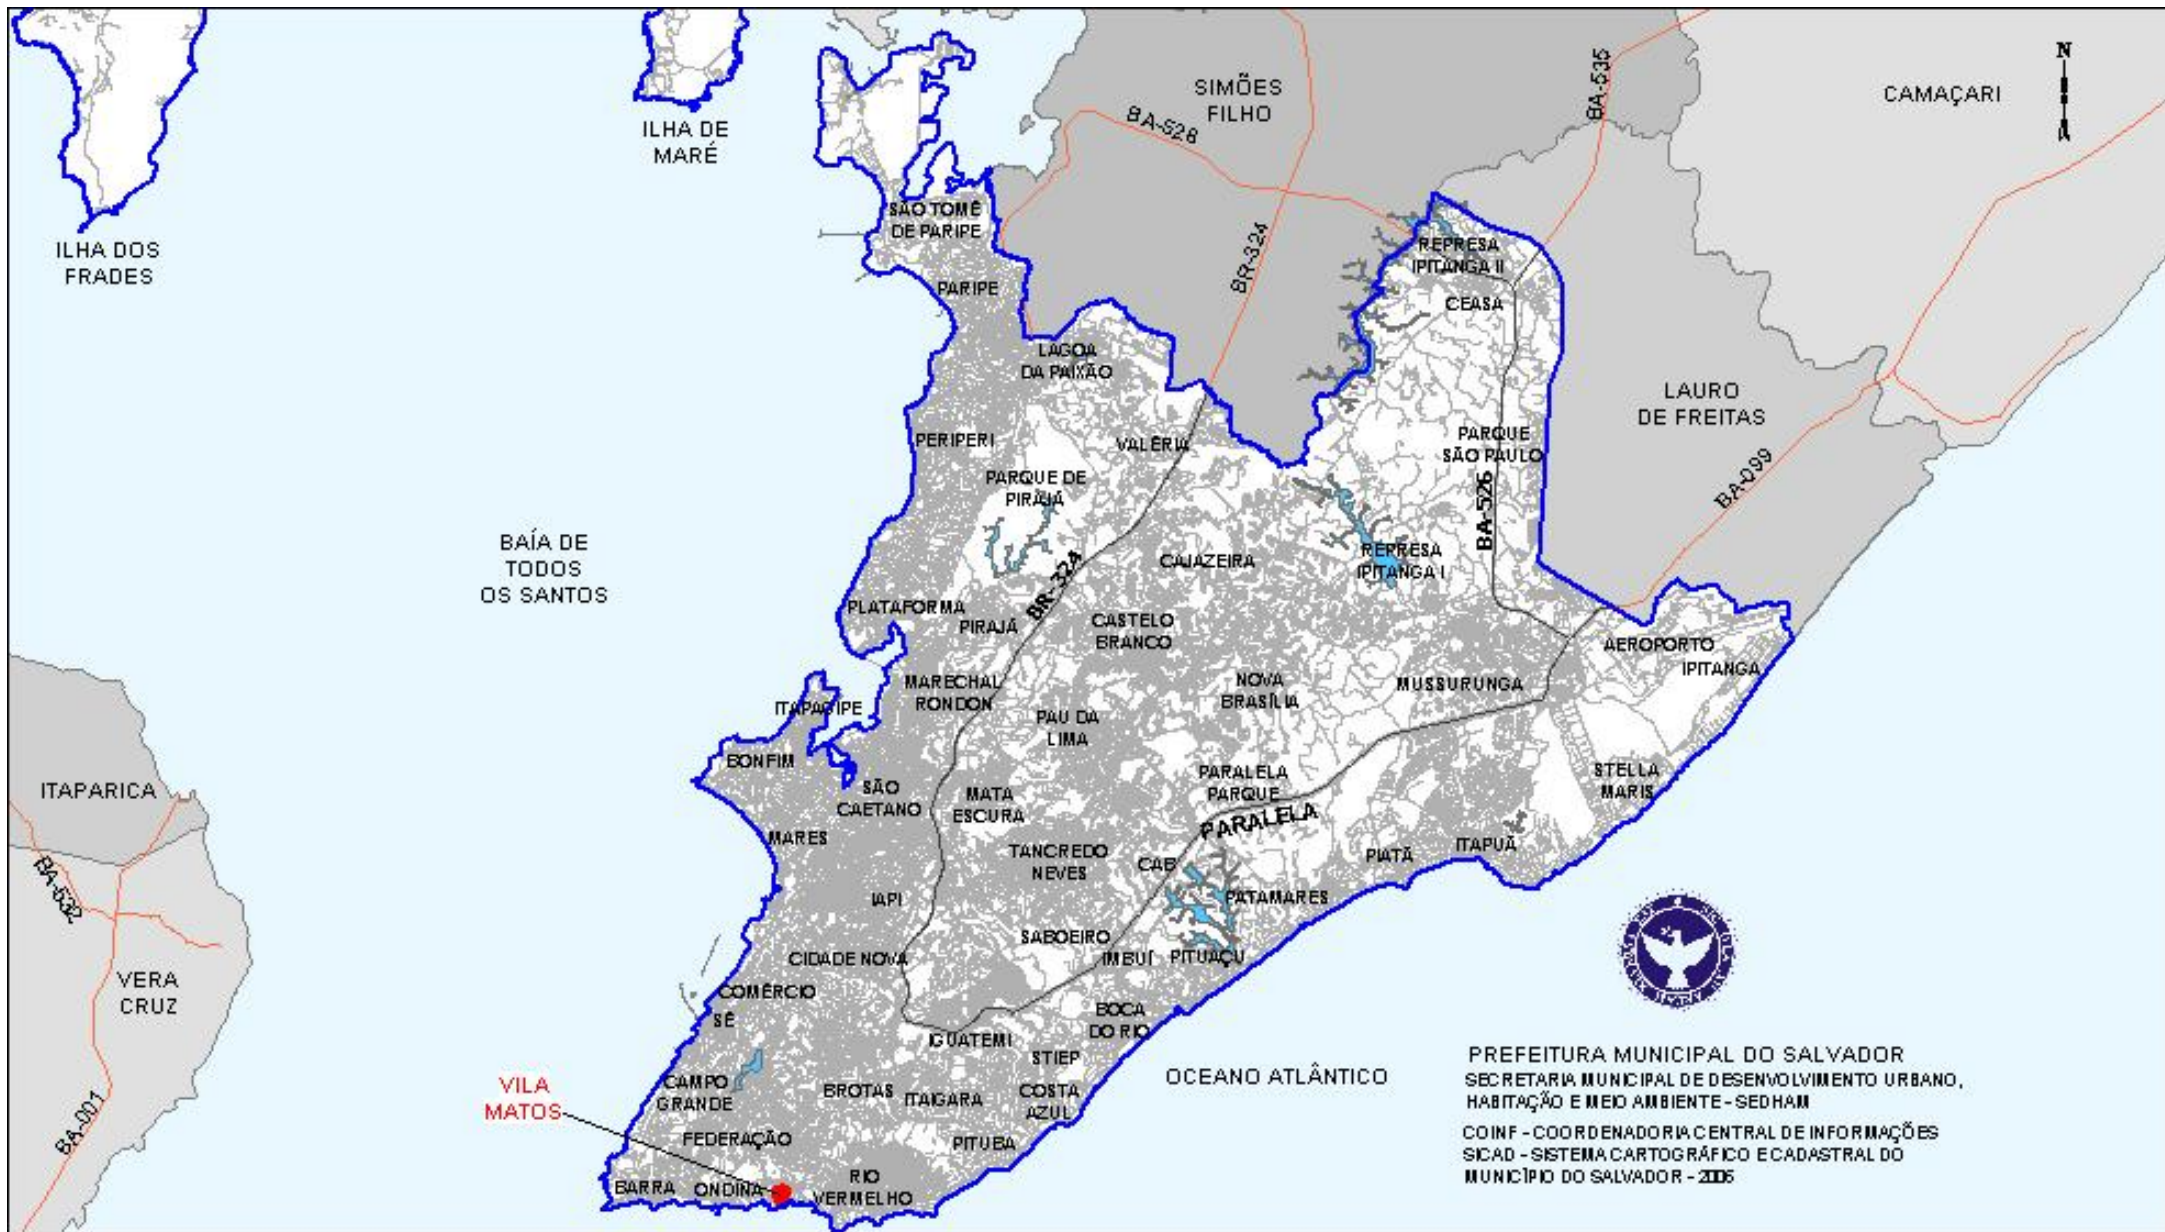 N
SIMÕES
FILHO
BA-535
CAMAÇARI
BA-526
ILHA DE
MARÉ
SÃO TOMÉ
DE PARIPE
ILHA DOS
FRADES
BR-324
REPRESA
IPITANGA II
PARIPE
CEASA
LAGOA
DA PAIXÃO
LAURO
DE FREITAS
PERIPERI
VALÉRIA
PARQUE
SÃO PAULO
PARQUE DE
PIRAJÁ
BA-099
BA-526
BAÍA DE
TODOS
OS SANTOS
CAJAZEIRA
REPRESA
IPITANGA I
BR-324
PLATAFORMA
PIRAJÁ
CASTELO
BRANCO
AEROPORTO
IPITANGA
MARECHAL
RONDON
NOVA
BRASÍLIA
MUSSURUNGA
ITAPAGIPE
PAU DA
LIMA
BONFIM
PARALELA
PARQUE
STELLA
MARIS
ITAPARICA
SÃO
CAETANO
MATA
ESCURA
PARALELA
MARES
ITAPUÃ
TANCREDO
NEVES
CAB
PIATÃ
BA-532
IAPI
PATAMARES
SABOEIRO
CIDADE NOVA
IMBUÍ
PITUAÇU
VERA
CRUZ
COMÉRCIO
SÉ
BOCA
DO RIO
IGUATEMI
STIEP
OCEANO ATLÂNTICO
CAMPO
GRANDE
BROTAS
ITAIGARA
COSTA
AZUL
VILA
MATOS
BA-001
FEDERAÇÃO
PITUBA
BARRA
ONDINA
RIO
VERMELHO
PREFEITURA MUNICIPAL DO SALVADOR
SECRETARIA MUNICIPAL DE DESENVOLVIMENTO URBANO,
HABITAÇÃO E MEIO AMBIENTE - SEDHAM
COINF - COORDENADORIA CENTRAL DE INFORMAÇÕES
SICAD - SISTEMA CARTOGRÁFICO E CADASTRAL DO
MUNICÍPIO DO SALVADOR - 2006